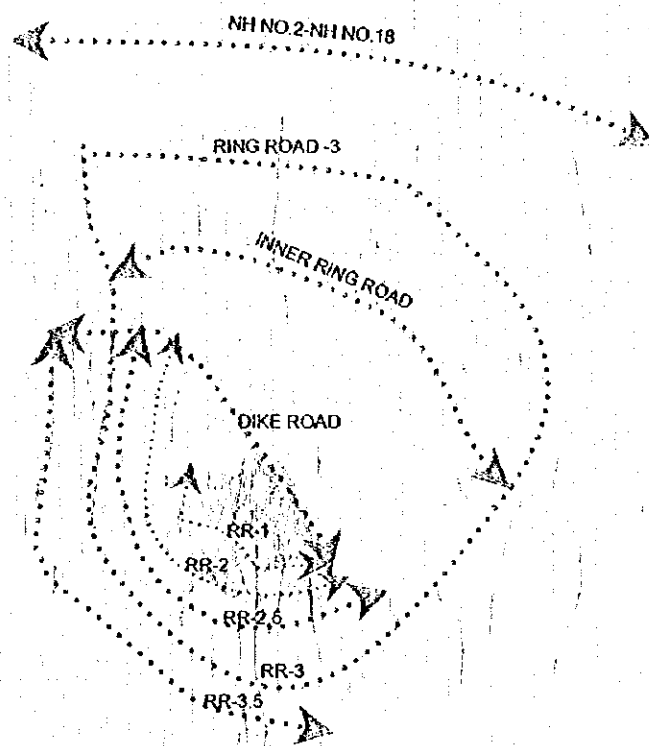 NH NO.2-NH NO.18
RING ROAD -3
INNER RING ROAD
DIKE ROAD
RR-1
RR-2
RR-2.5
RR-3
RR-3.5